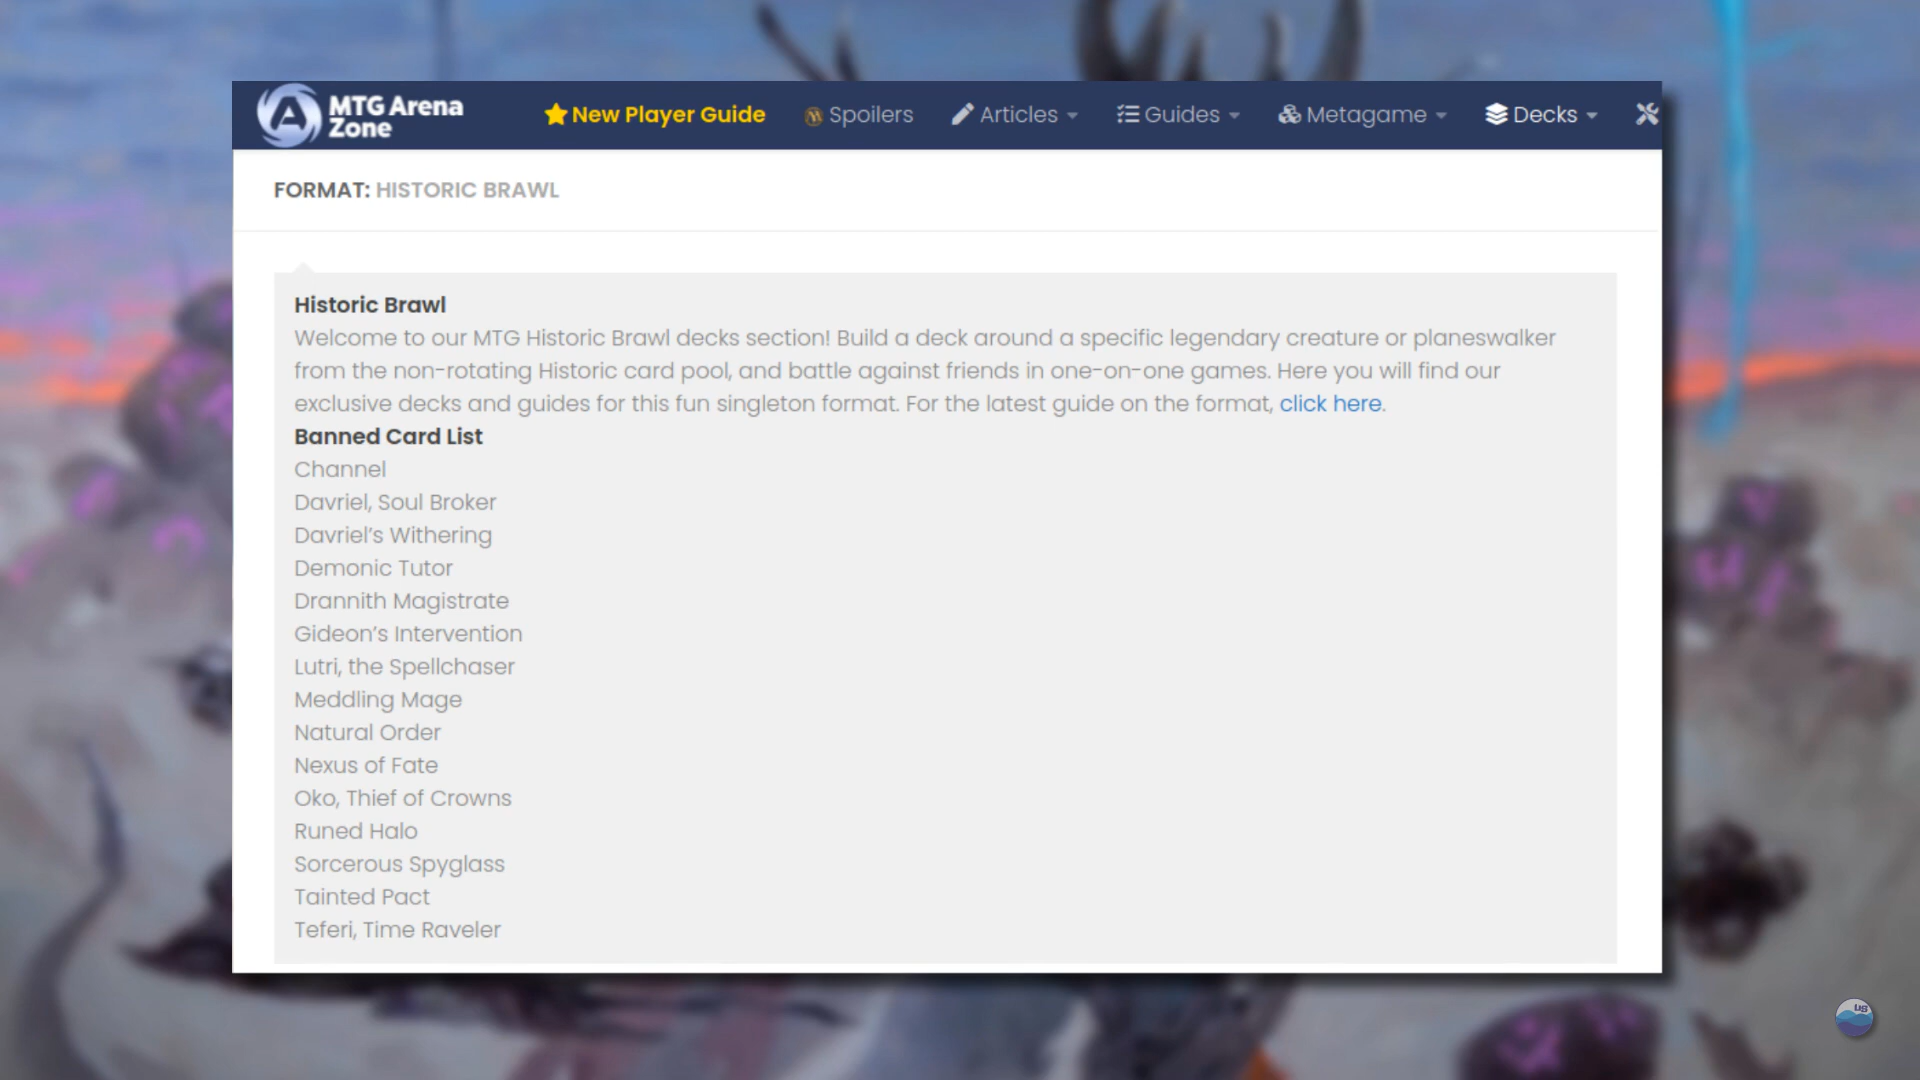 MTG Arena
Zone
New Player Guide
Spoilers
Articles
Guides
Metagame
Decks
FORMAT: HISTORIC BRAWL
Historic Brawl
Welcome to our MTG Historic Brawl decks section! Build a deck around a specific legendary creature or planeswalker
from the non-rotating Historic card pool, and battle against friends in one-on-one games. Here you will find our
exclusive decks and guides for this fun singleton format. For the latest guide on the format, click here.
Banned Card List
Channel
Davriel, Soul Broker
Davriel’s Withering
Demonic Tutor
Drannith Magistrate
Gideon’s Intervention
Lutri, the Spellchaser
Meddling Mage
Natural Order
Nexus of Fate
Oko, Thief of Crowns
Runed Halo
Sorcerous Spyglass
Tainted Pact
Teferi, Time Raveler